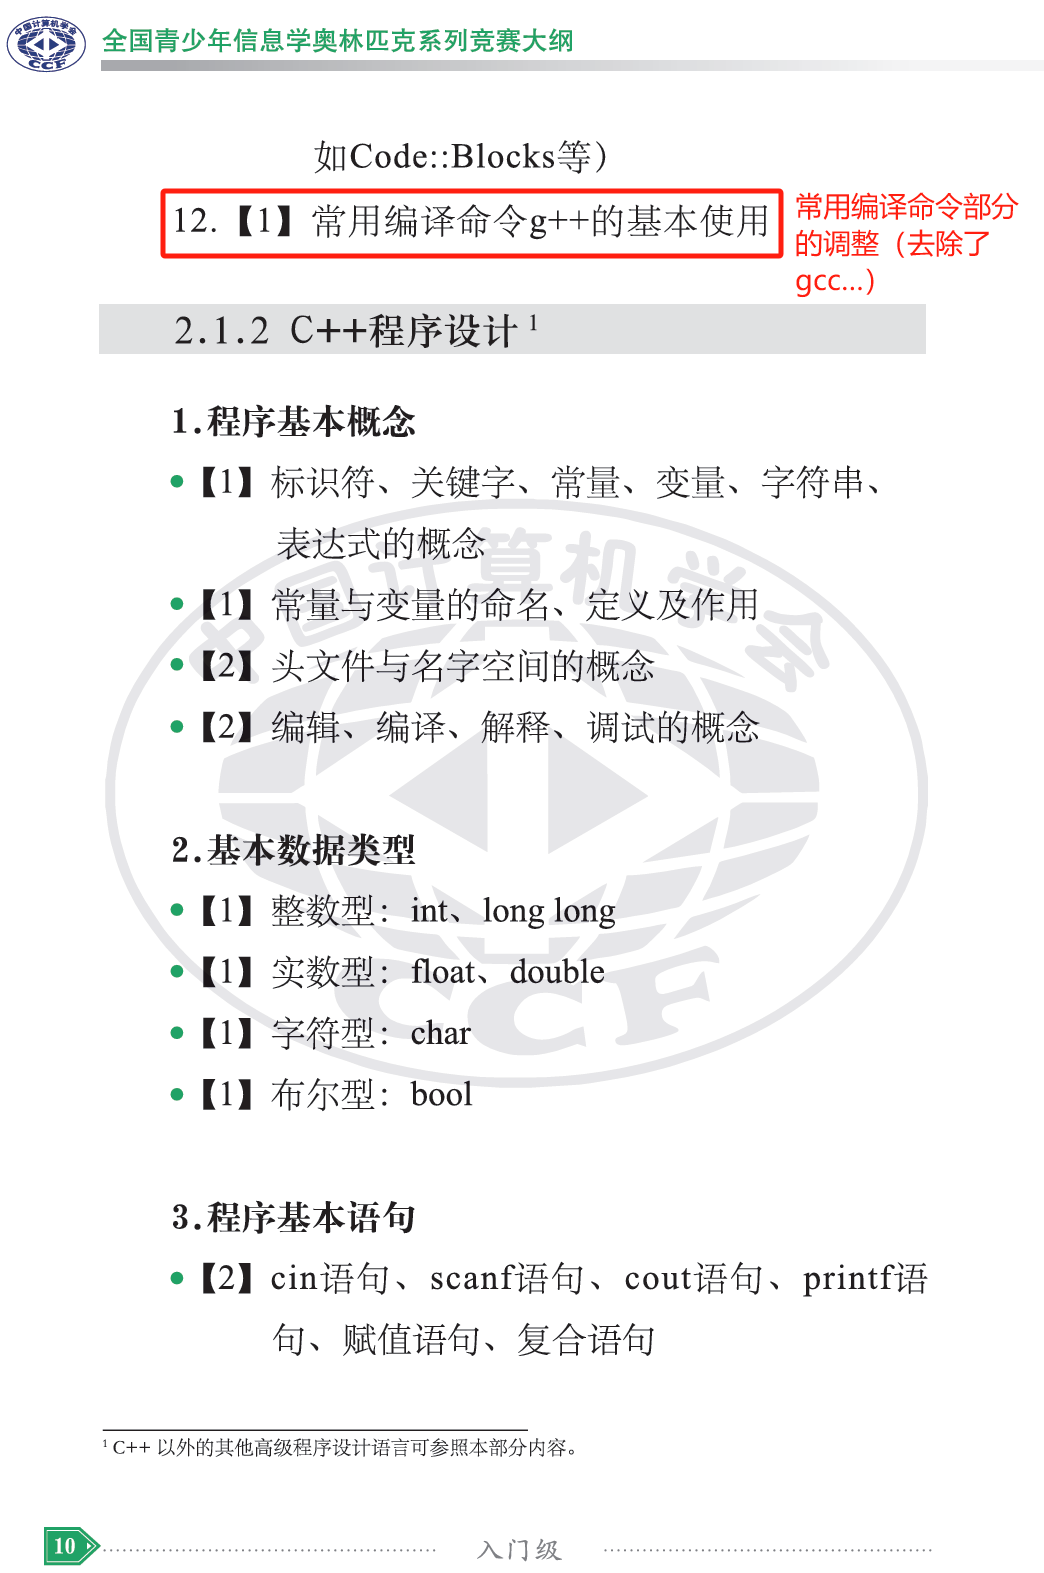 中国计算机学会
CCF
全国青少年信息学奥林匹克系列竞赛大纲
如Code::Blocks等）
12.【1】常用编译命令g++的基本使用
常用编译命令部分
的调整（去除了
gcc...）
2.1.2 C++程序设计 1
1.程序基本概念
•【1】标识符、关键字、常量、变量、字符串、
表达式的概念
•【1】常量与变量的命名、定义及作用
•【2】头文件与名字空间的概念
•【2】编辑、编译、解释、调试的概念
2.基本数据类型
•【1】整数型：int、long long
•【1】实数型：float、double
•【1】字符型：char
•【1】布尔型：bool
3.程序基本语句
•【2】cin语句、scanf语句、cout语句、printf语
句、赋值语句、复合语句
中国计算机学会
CCF
1 C++ 以外的其他高级程序设计语言可参照本部分内容。
10
入门级